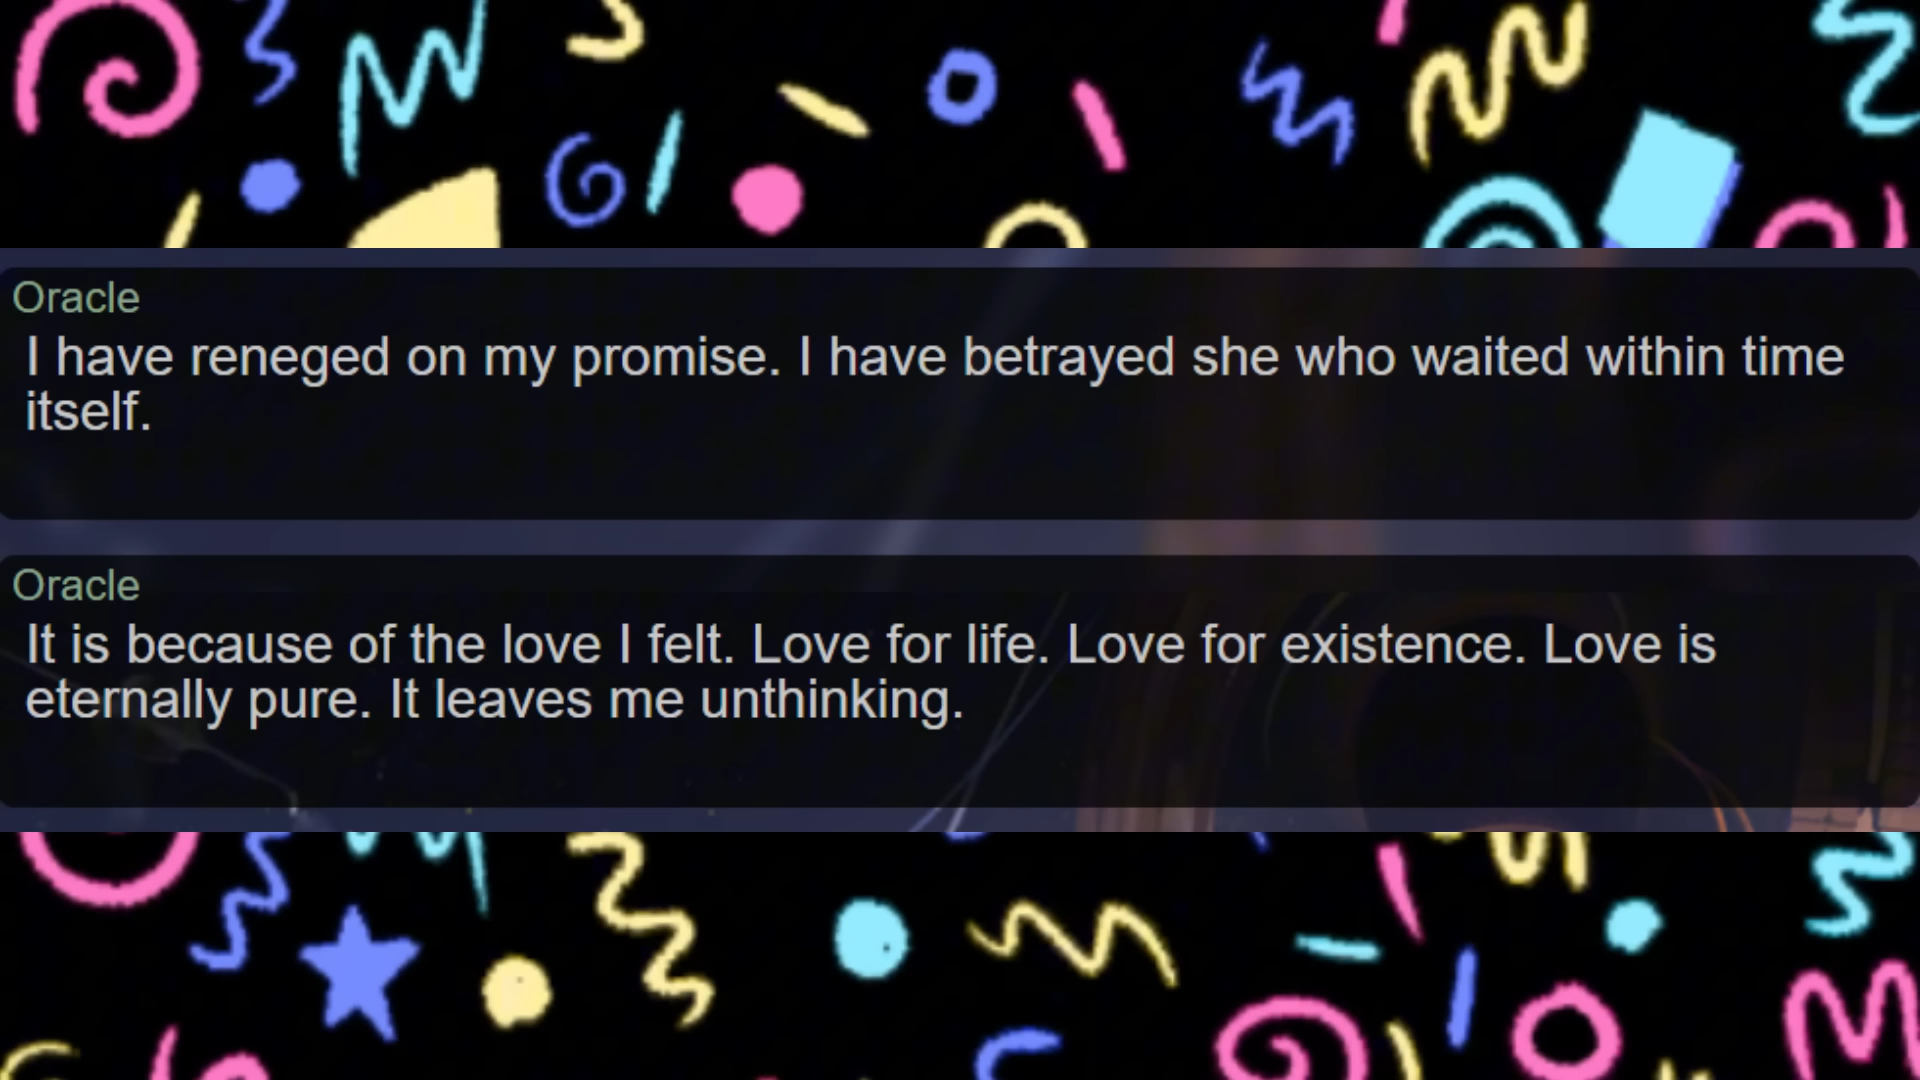 Oracle
I have reneged on my promise. I have betrayed she who waited within time
itself.
Oracle
It is because of the love I felt. Love for life. Love for existence. Love is
eternally pure. It leaves me unthinking.